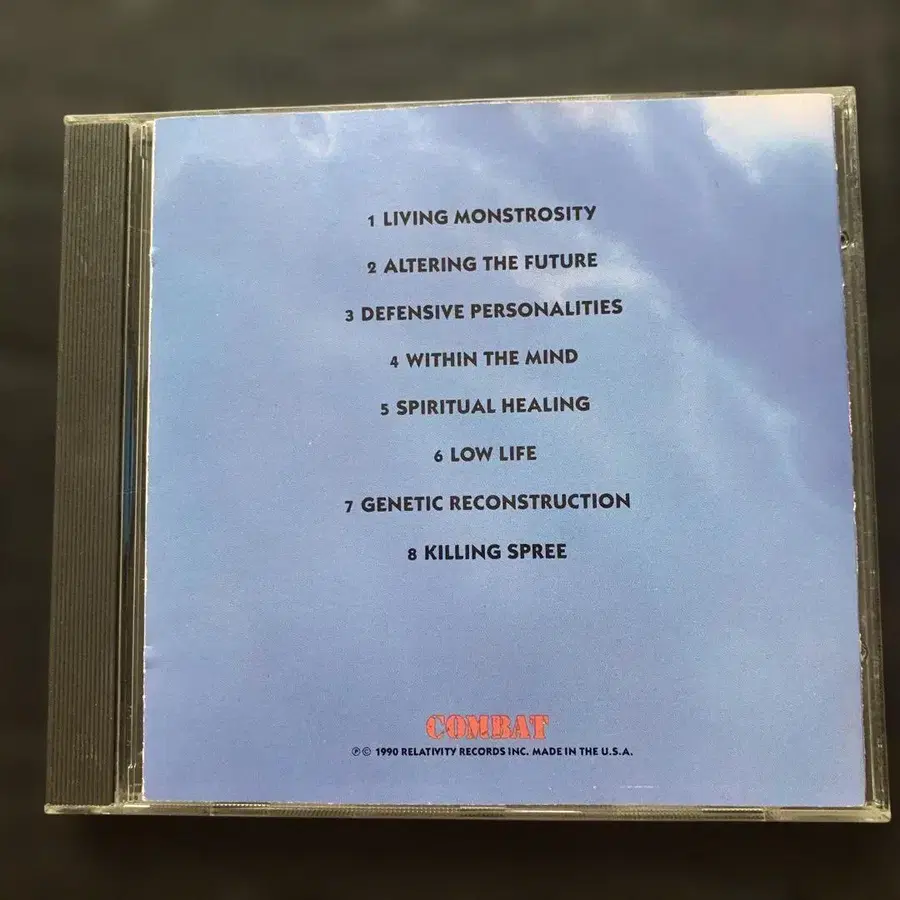 1 LIVING MONSTROSITY
2 ALTERING THE FUTURE
3 DEFENSIVE PERSONALITIES
4 WITHIN THE MIND
5 SPIRITUAL HEALING
6 LOW LIFE
7 GENETIC RECONSTRUCTION
8 KILLING SPREE
COMBAT
℗ © 1990 RELATIVITY RECORDS INC. MADE IN THE U.S.A.